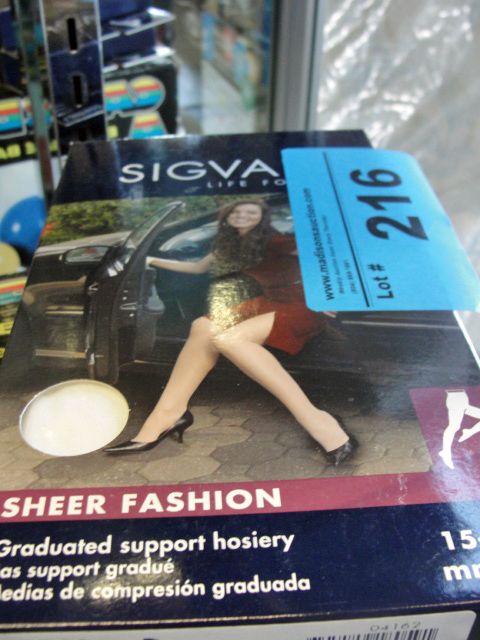 SIGVA
LIFE FO
www.madisonsauction.com
Lot # 216
SHEER FASHION
Graduated support hosiery
as support gradué
edias de compresión graduada
15-
m
04162